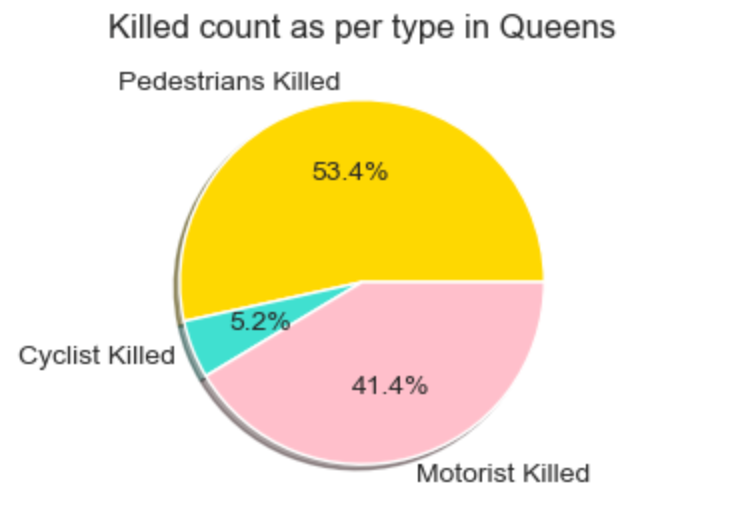 Killed count as per type in Queens
Pedestrians Killed
53.4%
5.2%
Cyclist Killed
41.4%
Motorist Killed